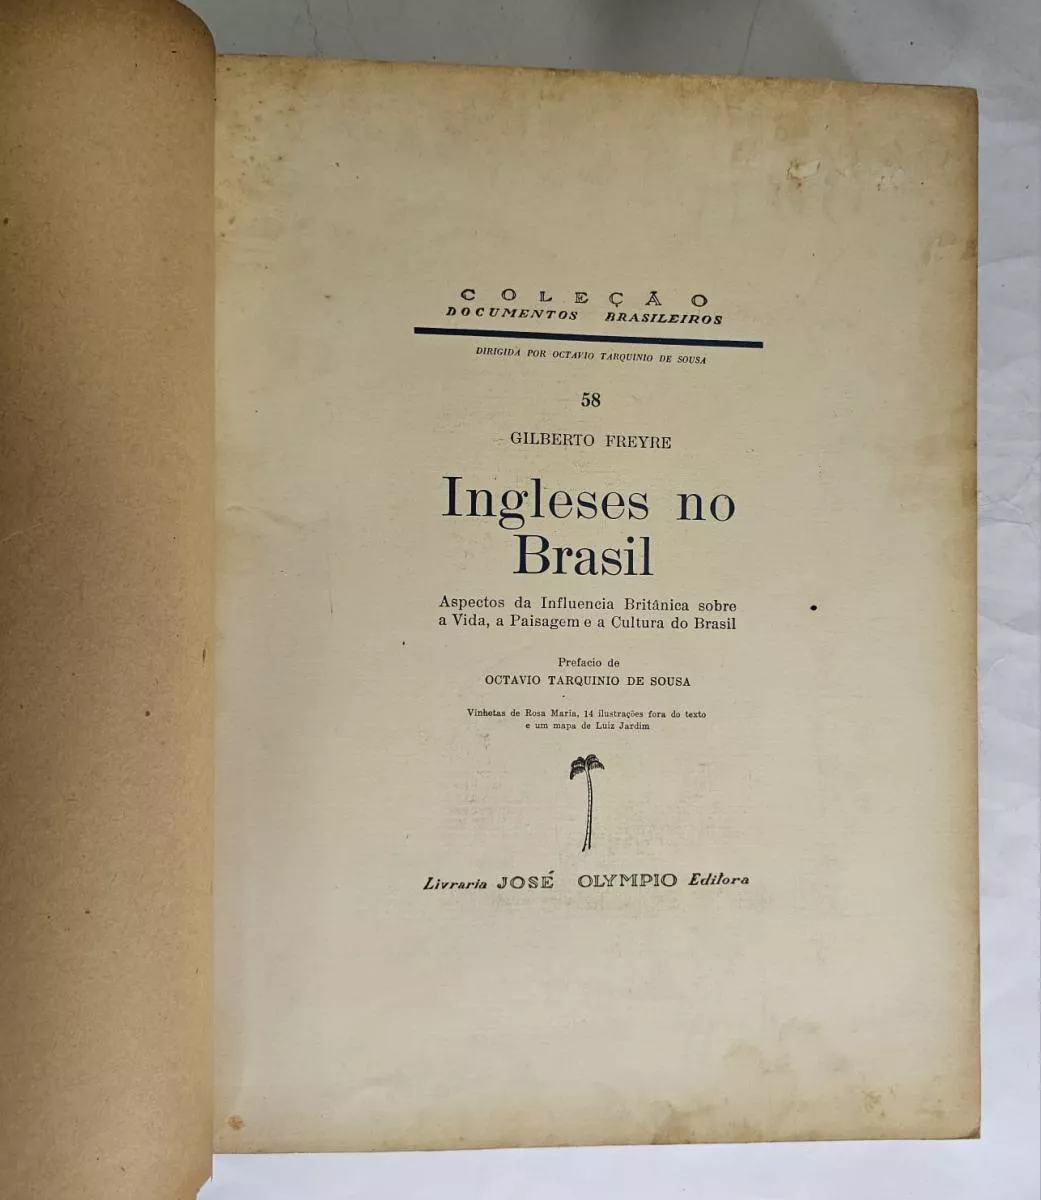 COLEÇÃO
DOCUMENTOS BRASILEIROS
DIRIGIDA POR OCTAVIO TARQUINIO DE SOUSA
58
GILBERTO FREYRE
Ingleses no
Brasil
Aspectos da Influencia Britânica sobre
a Vida, a Paisagem e a Cultura do Brasil
Prefacio de
OCTAVIO TARQUINIO DE SOUSA
Vinhetas de Rosa Maria, 14 ilustrações fora do texto
e um mapa de Luiz Jardim
Livraria JOSÉ OLYMPIO Editora